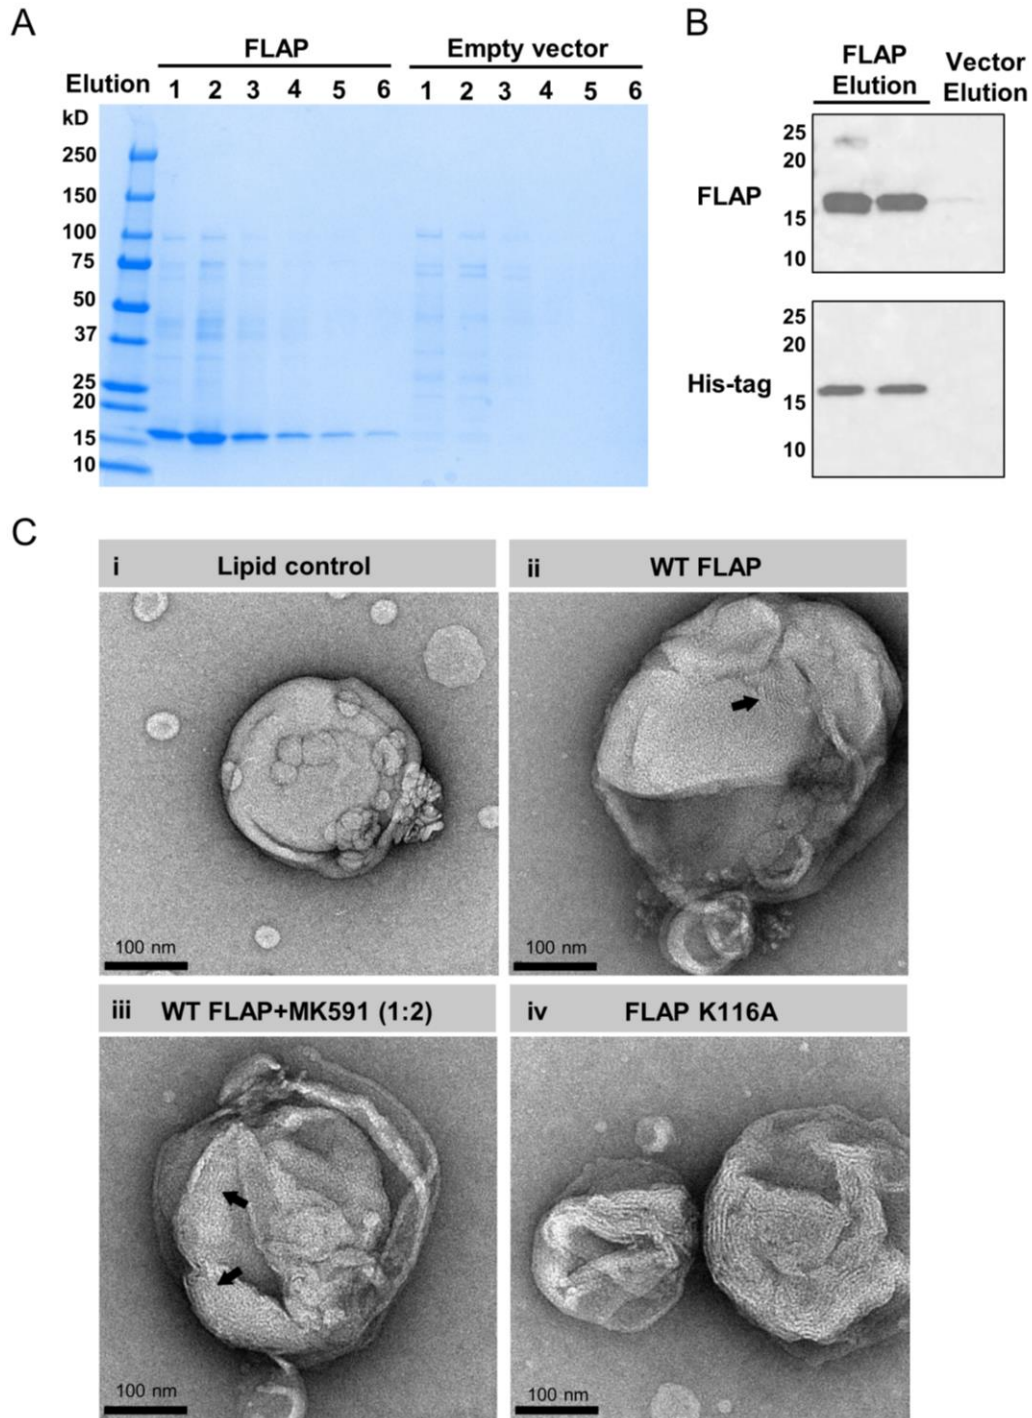 A
FLAP Empty vector
Elution 1 2 3 4 5 6 1 2 3 4 5 6
kD
250
150
100
75
50
37
25
20
15
10
B
FLAP Elution Vector Elution
FLAP
25
20
15
10
His-tag
25
20
15
10
C
i Lipid control
100 nm
ii WT FLAP
100 nm
iii WT FLAP+MK591 (1:2)
100 nm
iv FLAP K116A
100 nm